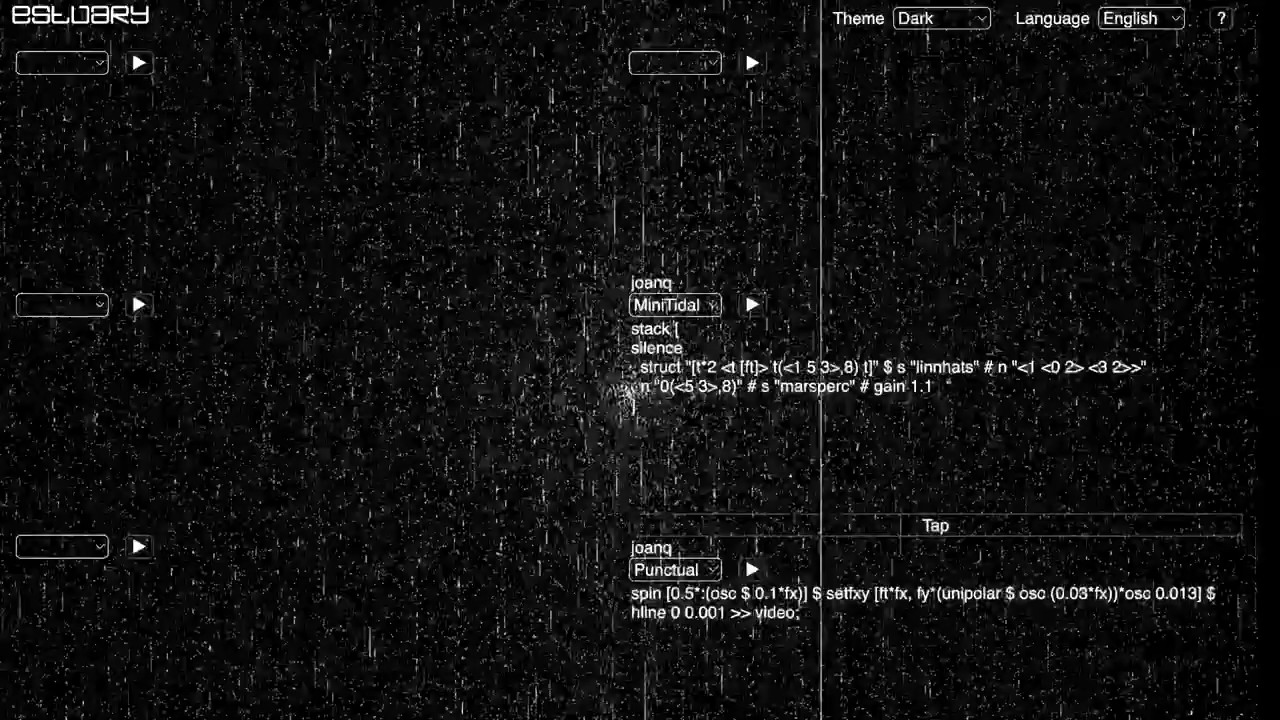 estuary
Theme Dark Language English ?
joanq
MiniTidal
stack [
silence
struct "[t*2 <t [ft]> t(<1 5 3>,8) t]" $ s "linnhats" # n "<1 <0 2> <3 2>>"
n "0(<5 3>,8)" # s "marsperc" # gain 1.1
Tap
joanq
Punctual
spin [0.5*:(osc $ 0.1*fx)] $ setfxy [ft*fx, fy*(unipolar $ osc (0.03*fx))*osc 0.013] $
hline 0 0.001 >> video;